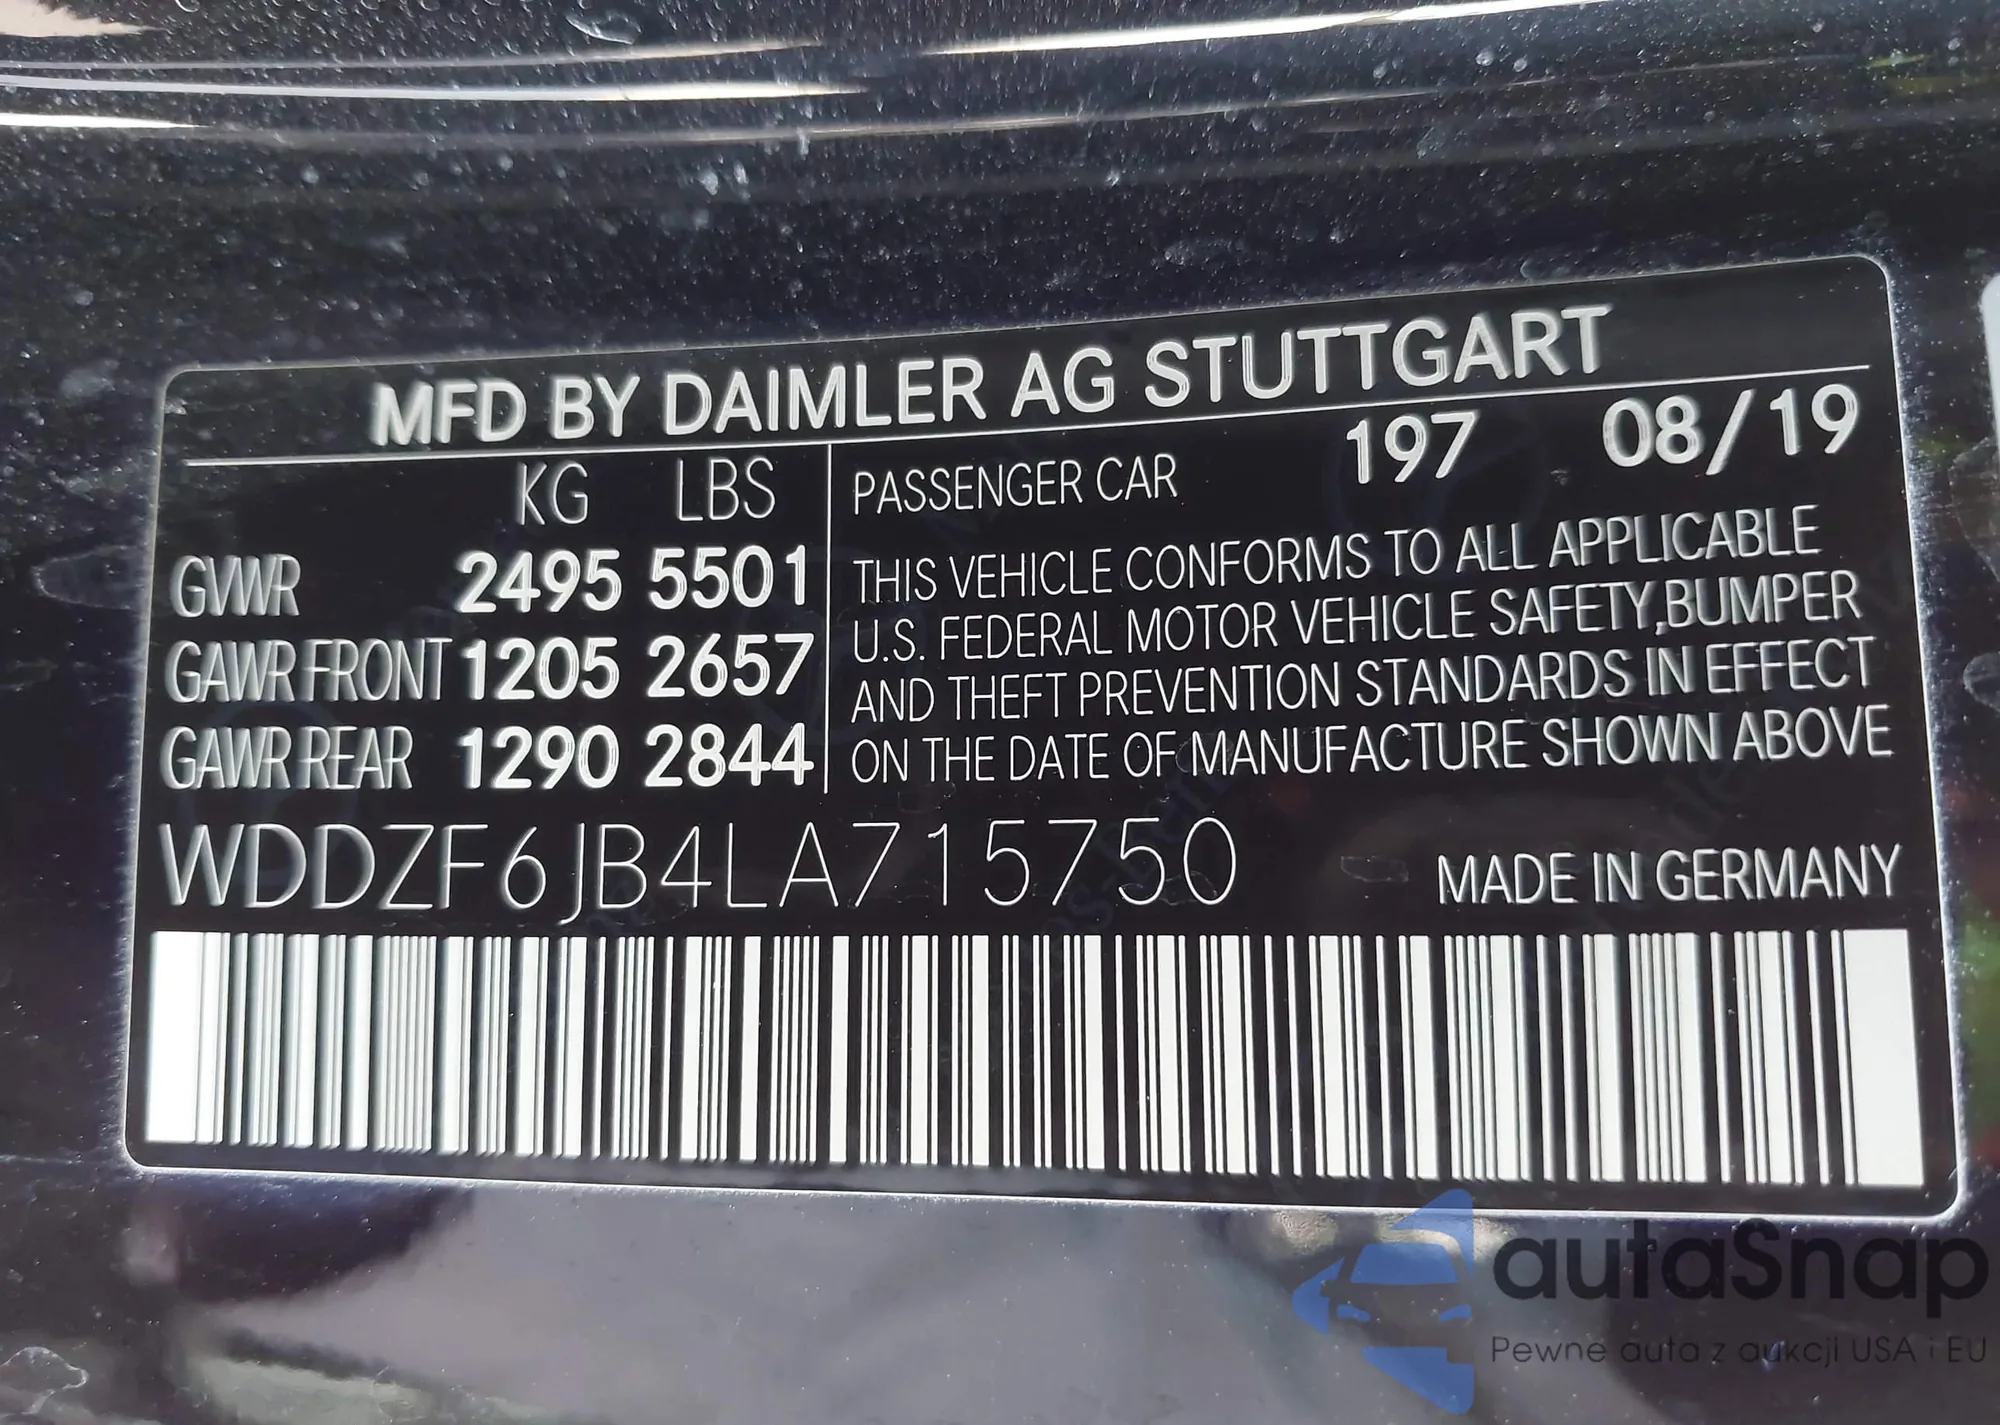 MFD BY DAIMLER AG STUTTGART
KG LBS
GVWR 2495 5501
GAWR FRONT 1205 2657
GAWR REAR 1290 2844
PASSENGER CAR 197 08/19
THIS VEHICLE CONFORMS TO ALL APPLICABLE
U.S. FEDERAL MOTOR VEHICLE SAFETY,BUMPER
AND THEFT PREVENTION STANDARDS IN EFFECT
ON THE DATE OF MANUFACTURE SHOWN ABOVE
WDDZF6JB4LA715750
MADE IN GERMANY
autaSnap
Pewne auta z aukcji USA i EU